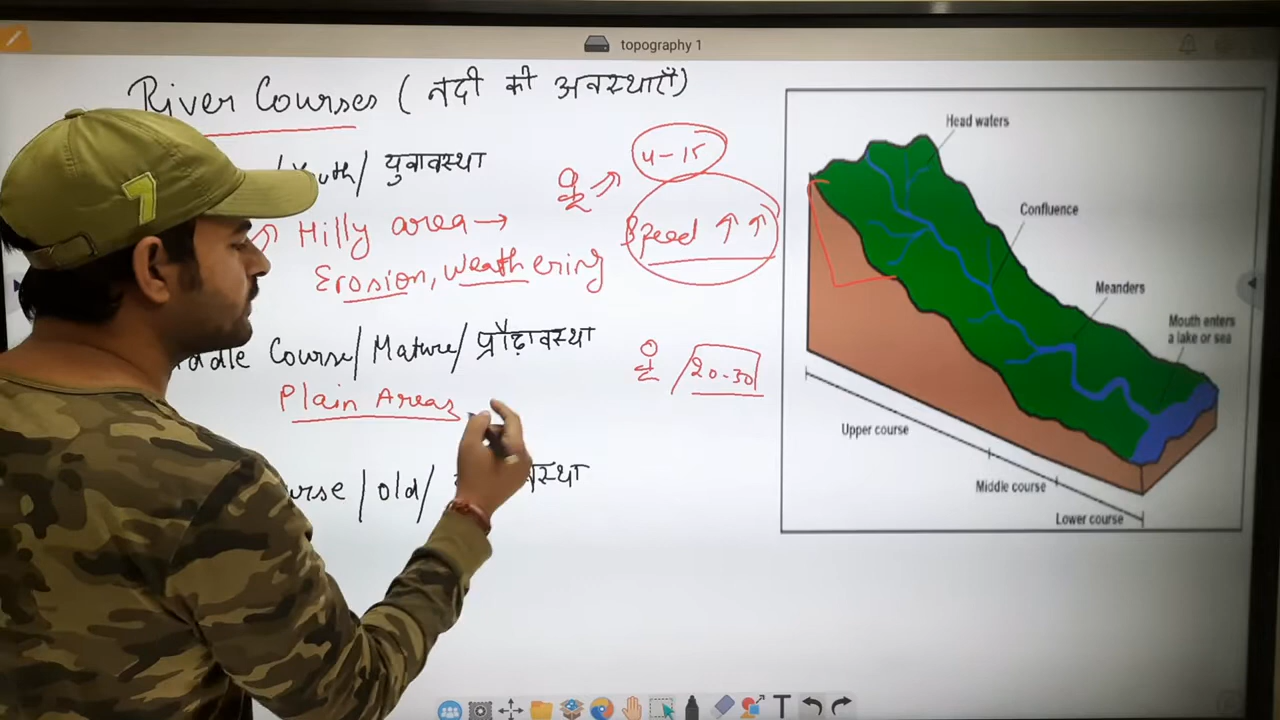 topography 1
River Courses ( नदी की अवस्थाएँ )
/Youth/ युवावस्था
4-15
Hilly area →
Speed ↑ ↑
Erosion, Weathering
Course/ Mature/ प्रौढ़ावस्था
20-30
Plain Areas
/ old/
Head waters
Confluence
Meanders
Mouth enters
a lake or sea
Upper course
Middle course
Lower course
7
T